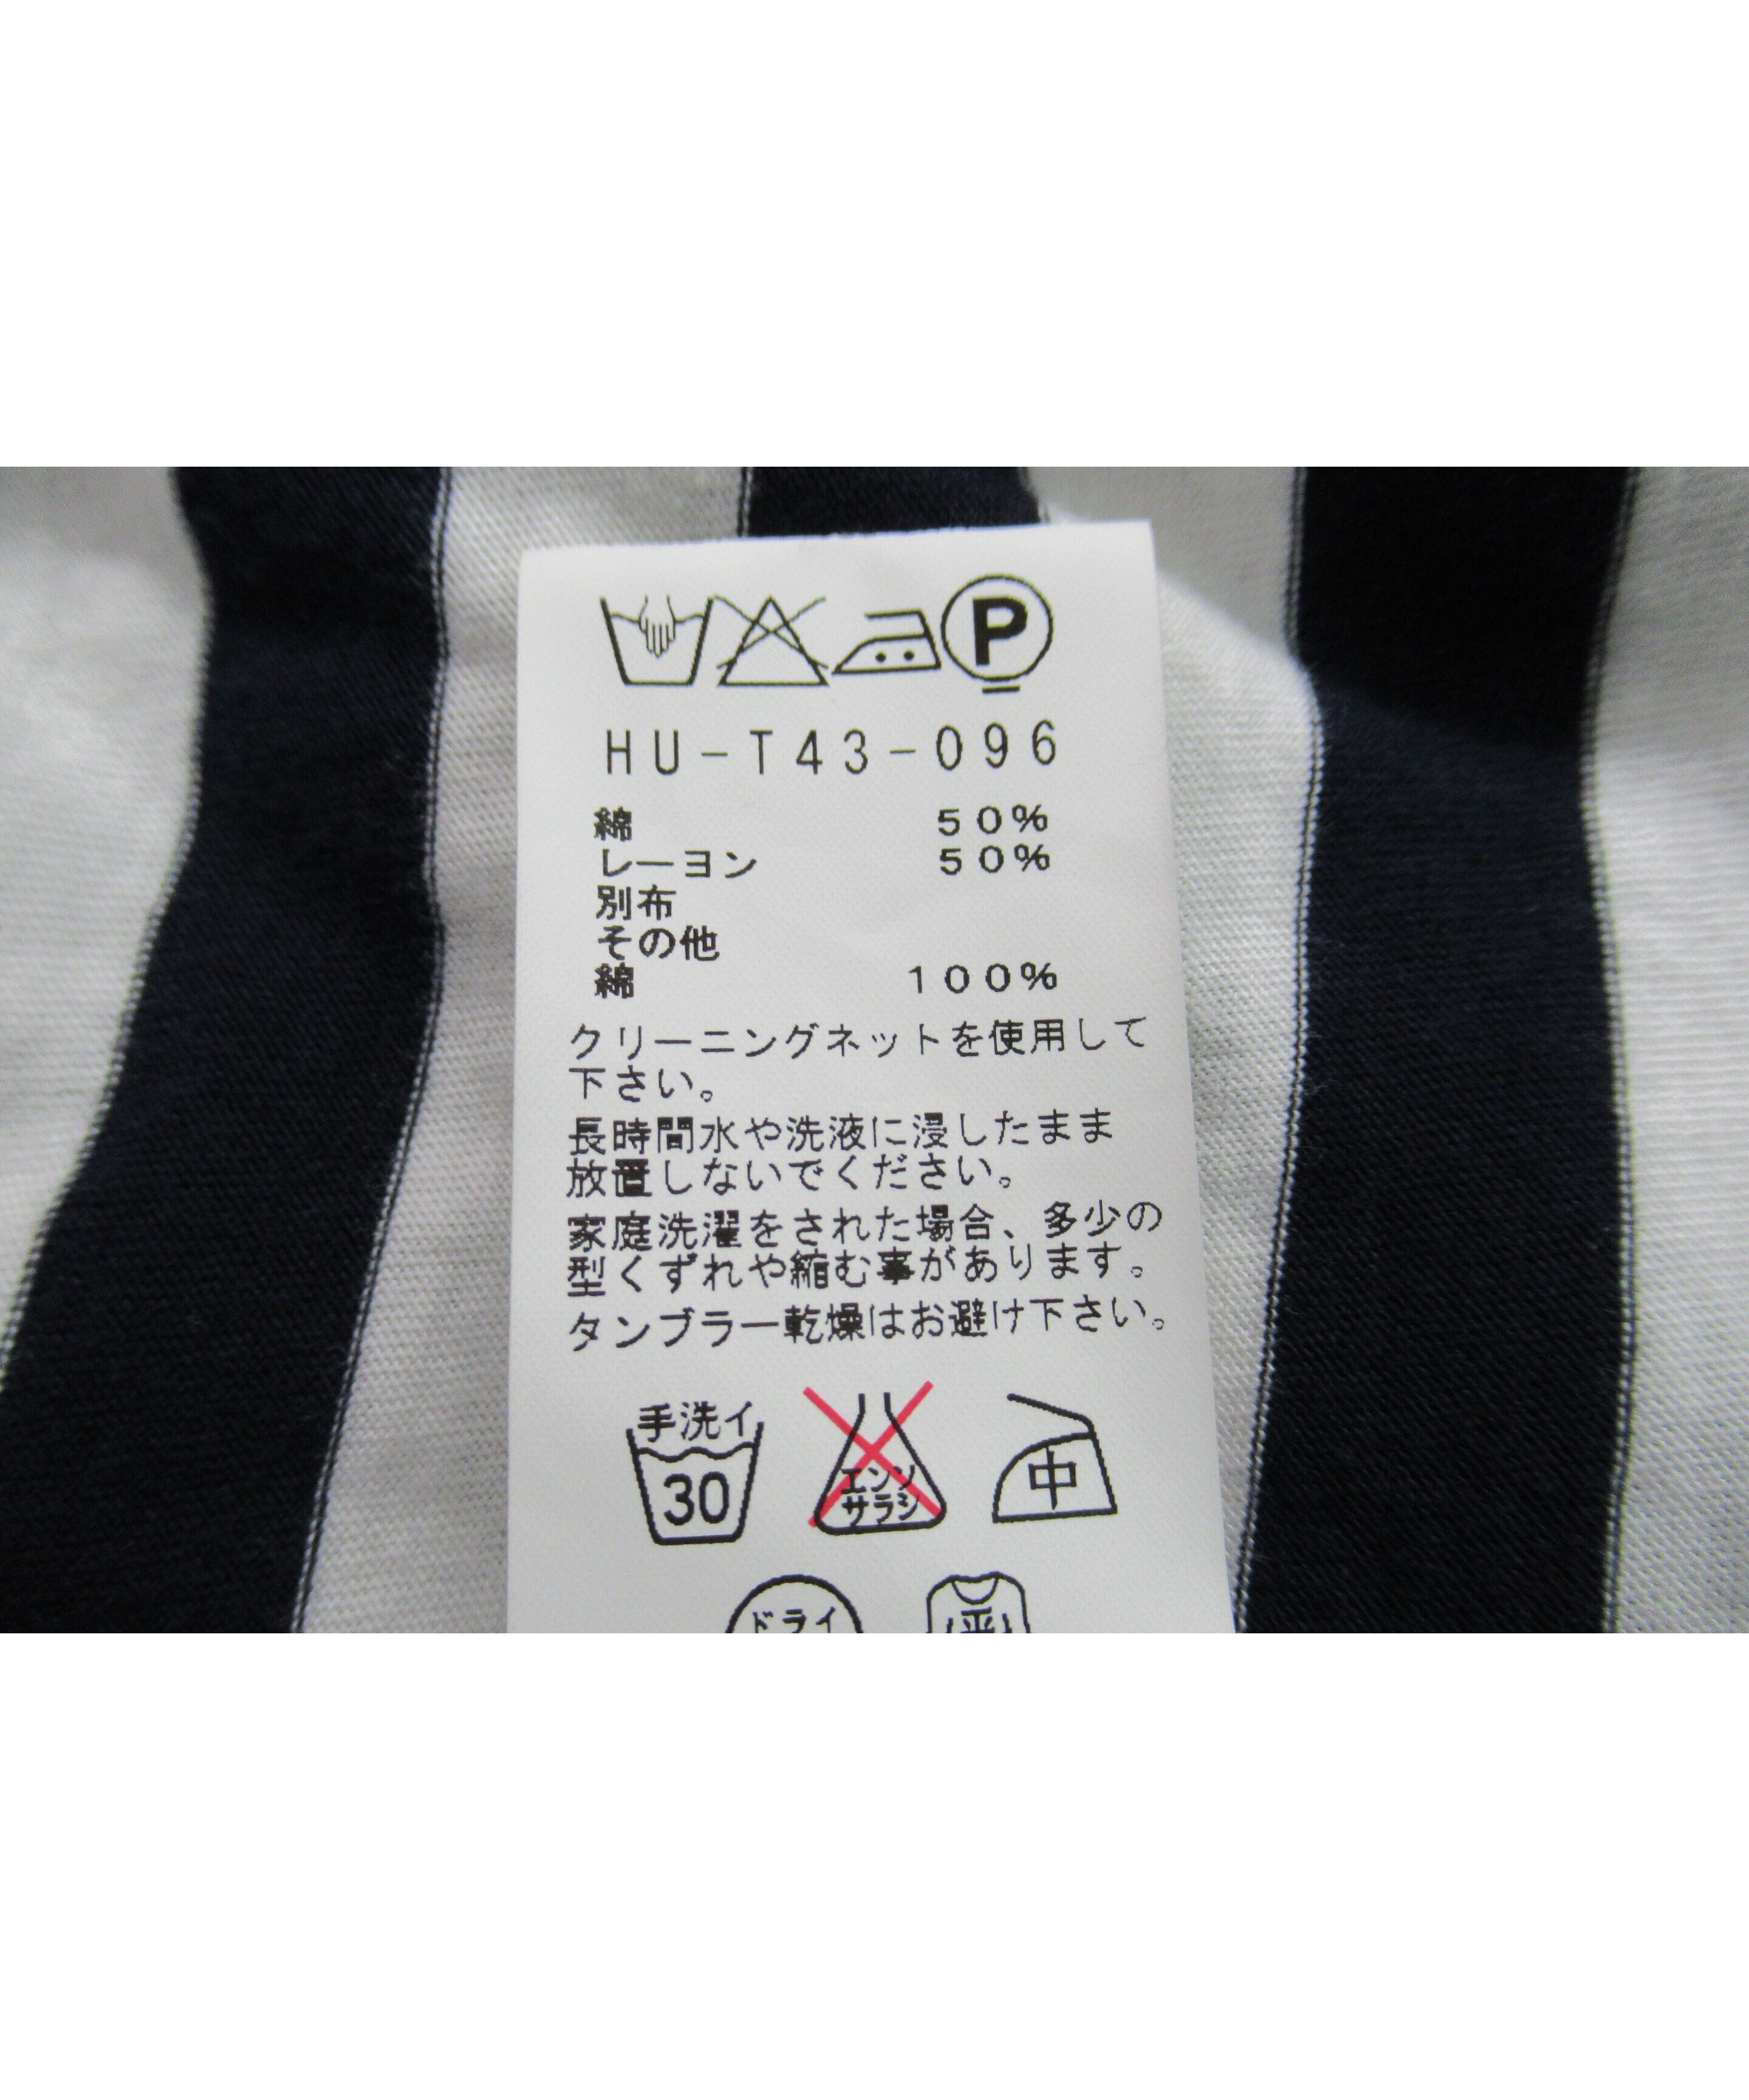 P
HU-T43-096
綿 50%
レーヨン 50%
別布
その他
綿 100%
クリーニングネットを使用して
下さい。
長時間水や洗液に浸したまま
放置しないでください。
家庭洗濯をされた場合、多少の
型くずれや縮む事があります。
タンブラー乾燥はお避け下さい。
手洗イ
30
エンソ
サラシ
中
ドライ
平